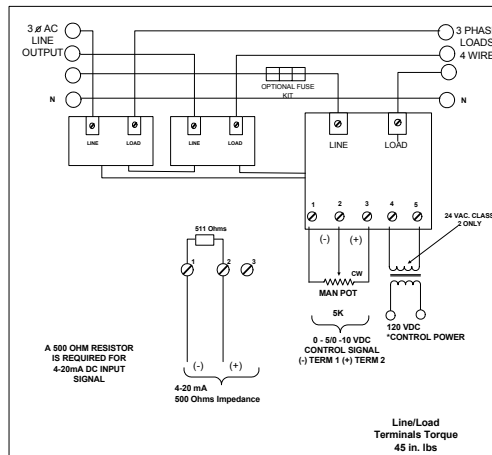 3 ø AC
LINE
OUTPUT
3 PHASE
LOADS
4 WIRE
OPTIONAL FUSE
KIT
N
N
LINE
LOAD
LINE
LOAD
LINE
LOAD
1
2
3
4
5
24 VAC. CLASS
2 ONLY
(-)
(+)
511 Ohms
1
2
3
CW
MAN POT
5K
0 - 5/0 -10 VDC
CONTROL SIGNAL
(-) TERM 1 (+) TERM 2
120 VDC
*CONTROL POWER
A 500 OHM RESISTOR
IS REQUIRED FOR
4-20mA DC INPUT
SIGNAL
(-)
(+)
4-20 mA
500 Ohms Impedance
Line/Load
Terminals Torque
45 in. lbs